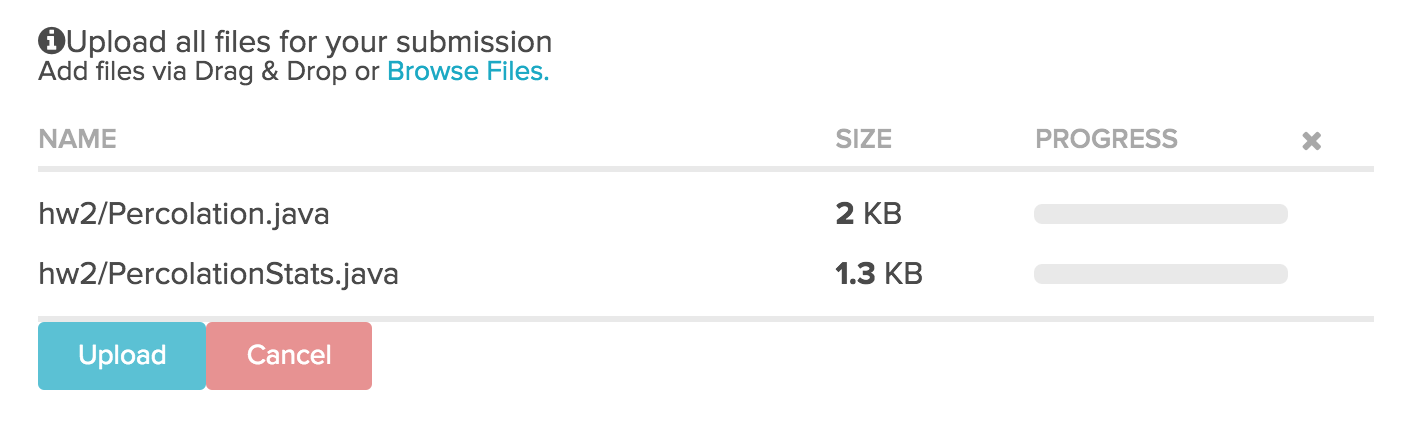 Upload all files for your submission
Add files via Drag & Drop or Browse Files.
NAME SIZE PROGRESS ✖
hw2/Percolation.java 2 KB
hw2/PercolationStats.java 1.3 KB
Upload Cancel